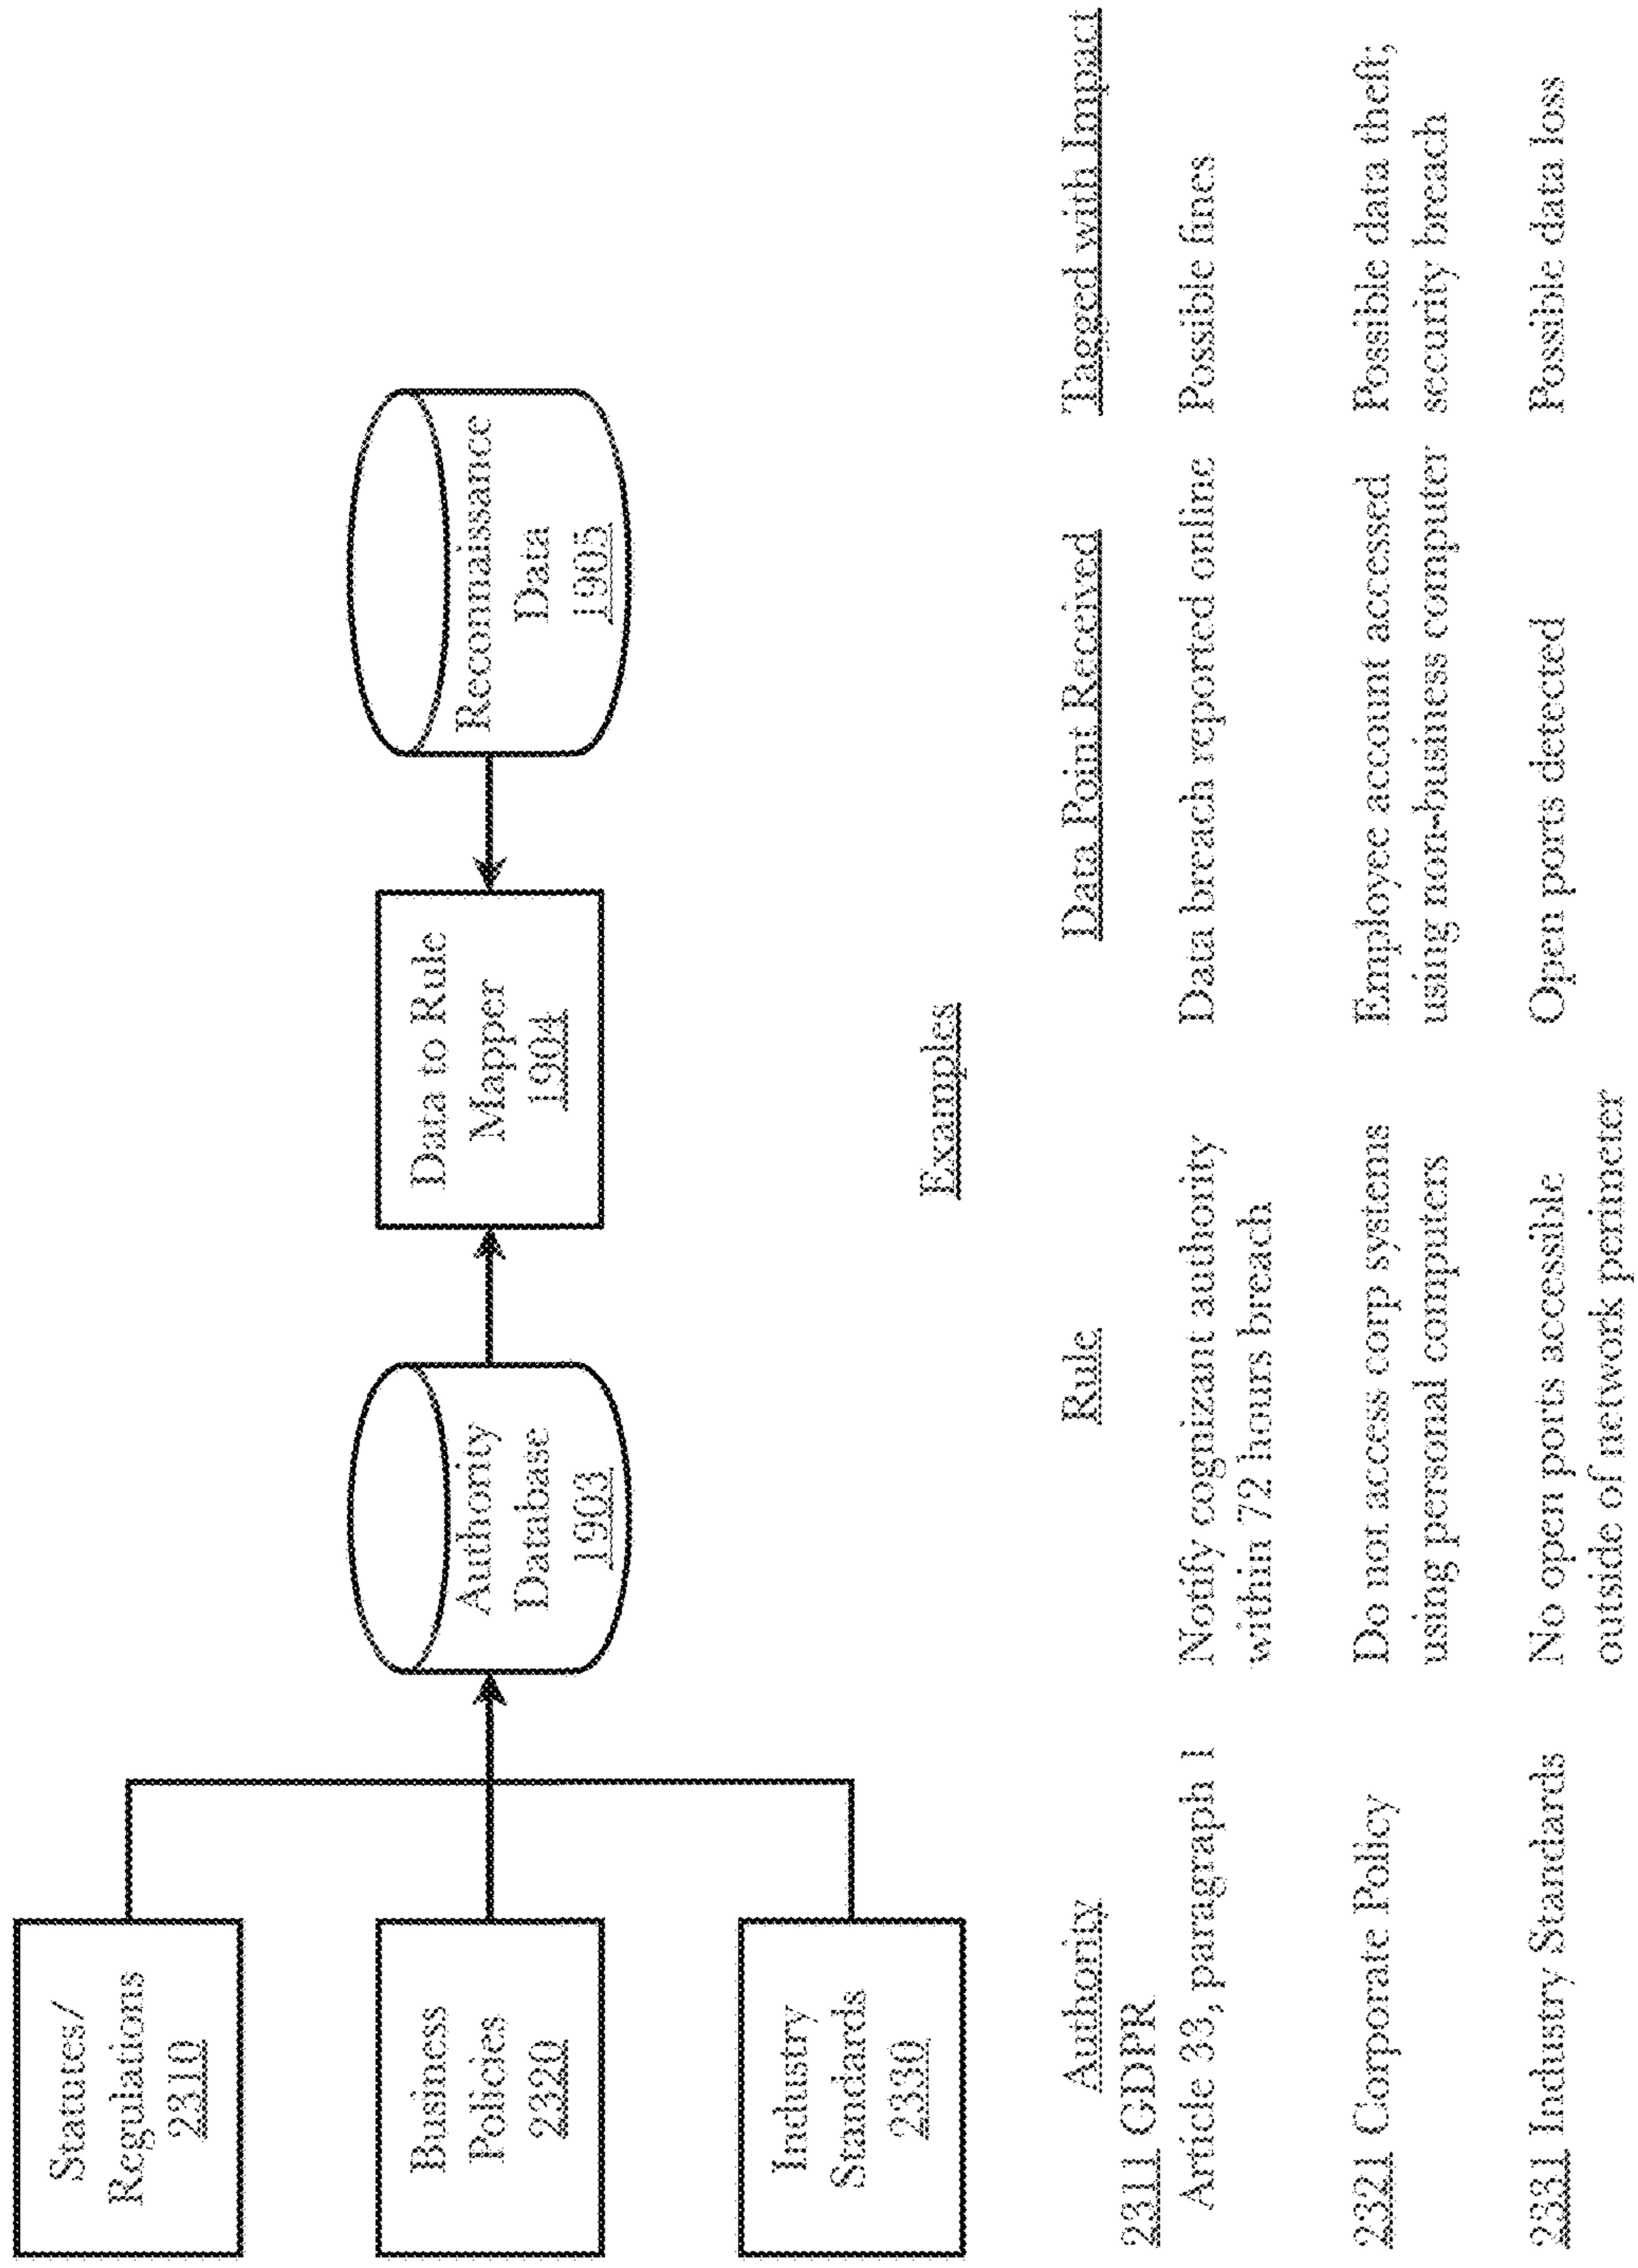 Statutes/
Regulations
2310
Business
Policies
2320
Industry
Standards
2330
Authority
Database
1903
Data to Rule
Mapper
1904
Reconnaissance
Data
1905
Examples
Authority Rule Data Point Received Tagged with Impact
2311 GDPR
Article 33, paragraph 1 Notify cognizant authority Data breach reported online Possible fines
within 72 hours breach
2321 Corporate Policy Do not access corp systems Employee account accessed Possible data theft;
using personal computers using non-business computer security breach
2331 Industry Standards No open ports accessible Open ports detected Possible data loss
outside of network perimeter